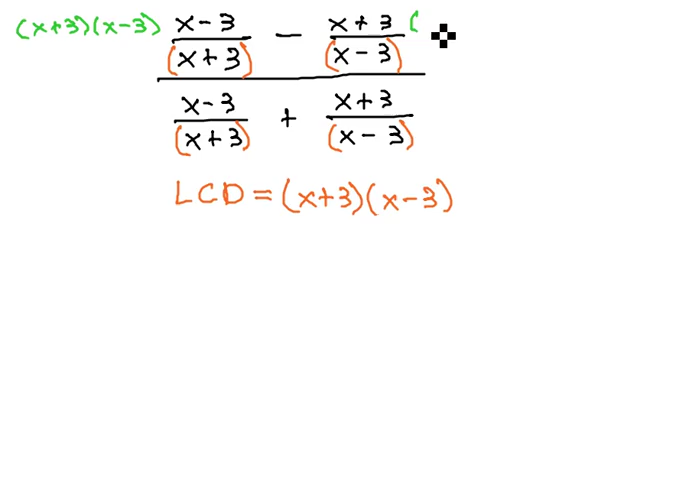 (x+3)(x-3) x-3 - x+3 (
(x+3) (x-3)
x-3 + x+3
(x+3) (x-3)
LCD = (x+3)(x-3)